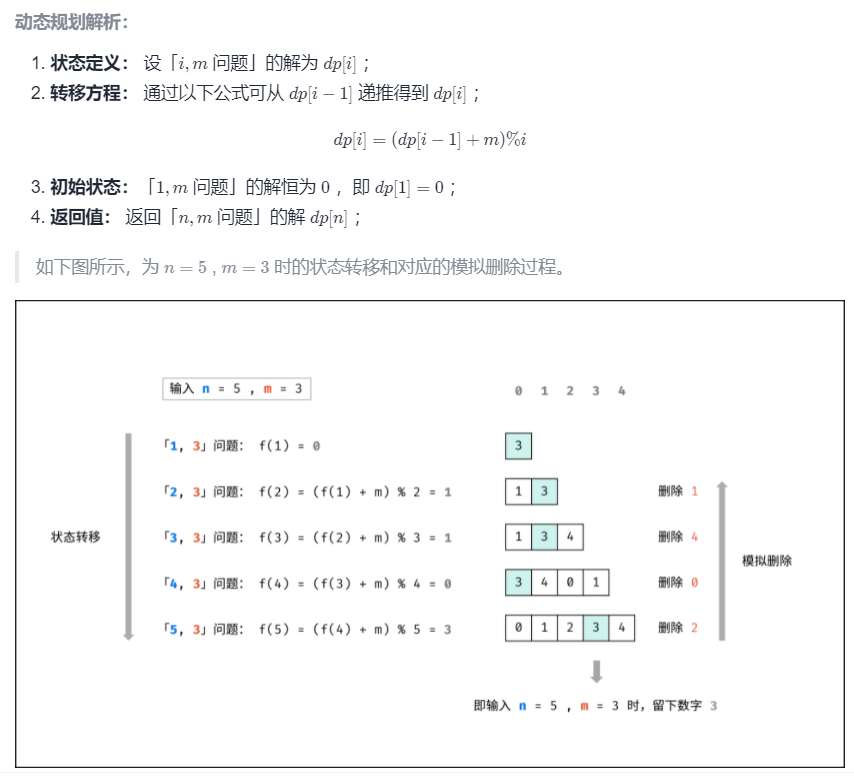 动态规划解析：
1. 状态定义： 设「i, m 问题」的解为 dp[i] ；
2. 转移方程： 通过以下公式可从 dp[i − 1] 递推得到 dp[i] ；
dp[i] = (dp[i − 1] + m)%i
3. 初始状态：「1, m 问题」的解恒为 0 ，即 dp[1] = 0 ；
4. 返回值： 返回「n, m 问题」的解 dp[n] ；
如下图所示，为 n = 5 , m = 3 时的状态转移和对应的模拟删除过程。
输入 n = 5 , m = 3
0 1 2 3 4
「1, 3」问题： f(1) = 0
3
「2, 3」问题： f(2) = (f(1) + m) % 2 = 1
1 3
删除 1
「3, 3」问题： f(3) = (f(2) + m) % 3 = 1
1 3 4
删除 4
状态转移
「4, 3」问题： f(4) = (f(3) + m) % 4 = 0
3 4 0 1
删除 0
模拟删除
「5, 3」问题： f(5) = (f(4) + m) % 5 = 3
0 1 2 3 4
删除 2
即输入 n = 5 , m = 3 时，留下数字 3